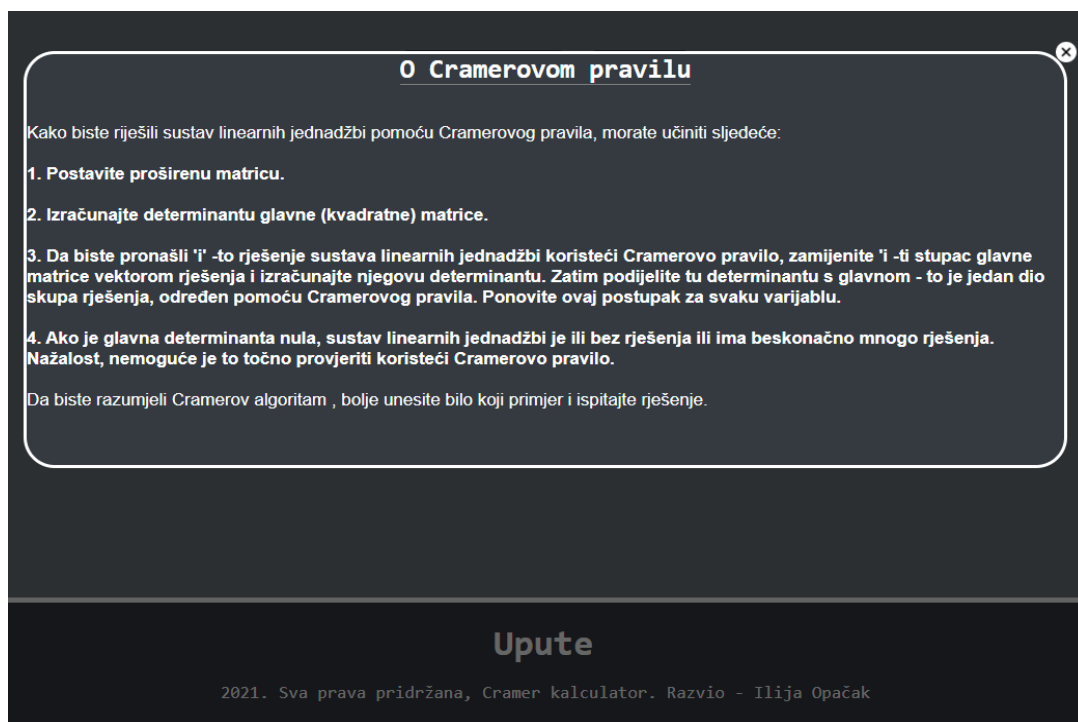 O Cramerovom pravilu
Kako biste riješili sustav linearnih jednadžbi pomoću Cramerovog pravila, morate učiniti sljedeće:
1. Postavite proširenu matricu.
2. Izračunajte determinantu glavne (kvadratne) matrice.
3. Da biste pronašli 'i' -to rješenje sustava linearnih jednadžbi koristeći Cramerovo pravilo, zamijenite 'i -ti stupac glavne
matrice vektorom rješenja i izračunajte njegovu determinantu. Zatim podijelite tu determinantu s glavnom - to je jedan dio
skupa rješenja, određen pomoću Cramerovog pravila. Ponovite ovaj postupak za svaku varijablu.
4. Ako je glavna determinanta nula, sustav linearnih jednadžbi je ili bez rješenja ili ima beskonačno mnogo rješenja.
Nažalost, nemoguće je to točno provjeriti koristeći Cramerovo pravilo.
Da biste razumjeli Cramerov algoritam , bolje unesite bilo koji primjer i ispitajte rješenje.
Upute
2021. Sva prava pridržana, Cramer kalculator. Razvio - Ilija Opačak